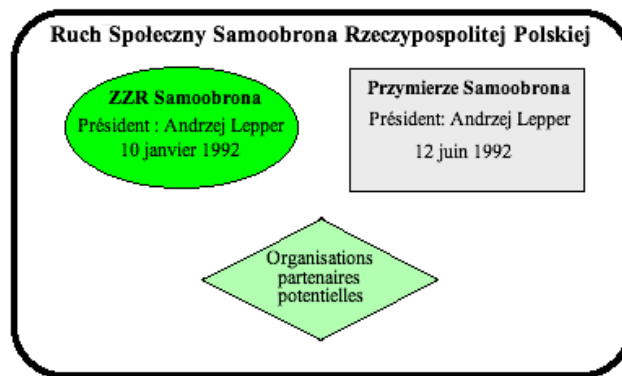 Ruch Społeczny Samoobrona Rzeczypospolitej Polskiej
ZZR Samoobrona
Président : Andrzej Lepper
10 janvier 1992
Przymierze Samoobrona
Président: Andrzej Lepper
12 juin 1992
Organisations
partenaires
potentielles